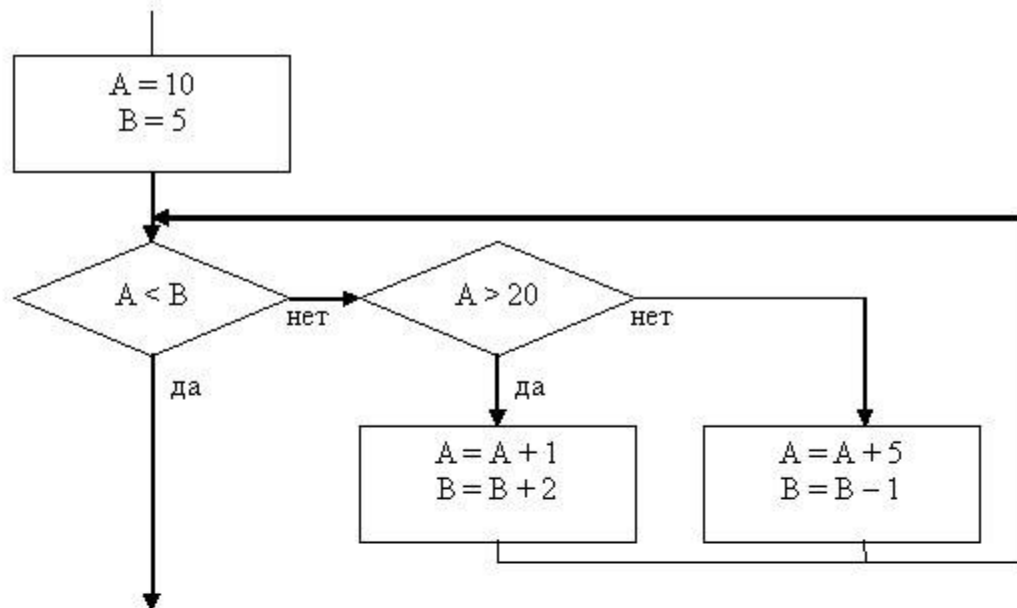 A = 10
B = 5
A < B
нет
A > 20
нет
да
да
A = A + 1
B = B + 2
A = A + 5
B = B – 1